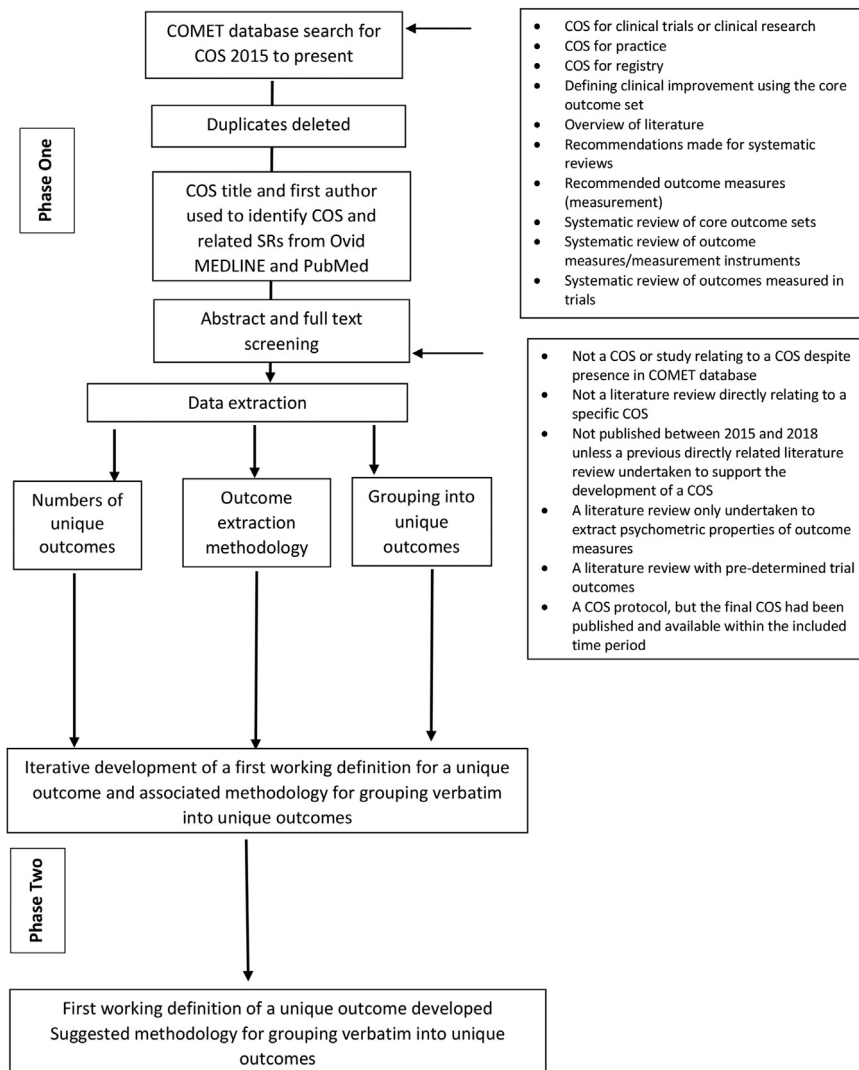 COMET database search for
COS 2015 to present
Duplicates deleted
Phase One
COS title and first author
used to identify COS and
related SRs from Ovid
MEDLINE and PubMed
Abstract and full text
screening
Data extraction
Numbers of
unique
outcomes
Outcome
extraction
methodology
Grouping into
unique
outcomes
• COS for clinical trials or clinical research
• COS for practice
• COS for registry
• Defining clinical improvement using the core
outcome set
• Overview of literature
• Recommendations made for systematic
reviews
• Recommended outcome measures
(measurement)
• Systematic review of core outcome sets
• Systematic review of outcome
measures/measurement instruments
• Systematic review of outcomes measured in
trials
• Not a COS or study relating to a COS despite
presence in COMET database
• Not a literature review directly relating to a
specific COS
• Not published between 2015 and 2018
unless a previous directly related literature
review undertaken to support the
development of a COS
• A literature review only undertaken to
extract psychometric properties of outcome
measures
• A literature review with pre-determined trial
outcomes
• A COS protocol, but the final COS had been
published and available within the included
time period
Iterative development of a first working definition for a unique
outcome and associated methodology for grouping verbatim
into unique outcomes
Phase Two
First working definition of a unique outcome developed
Suggested methodology for grouping verbatim into unique
outcomes